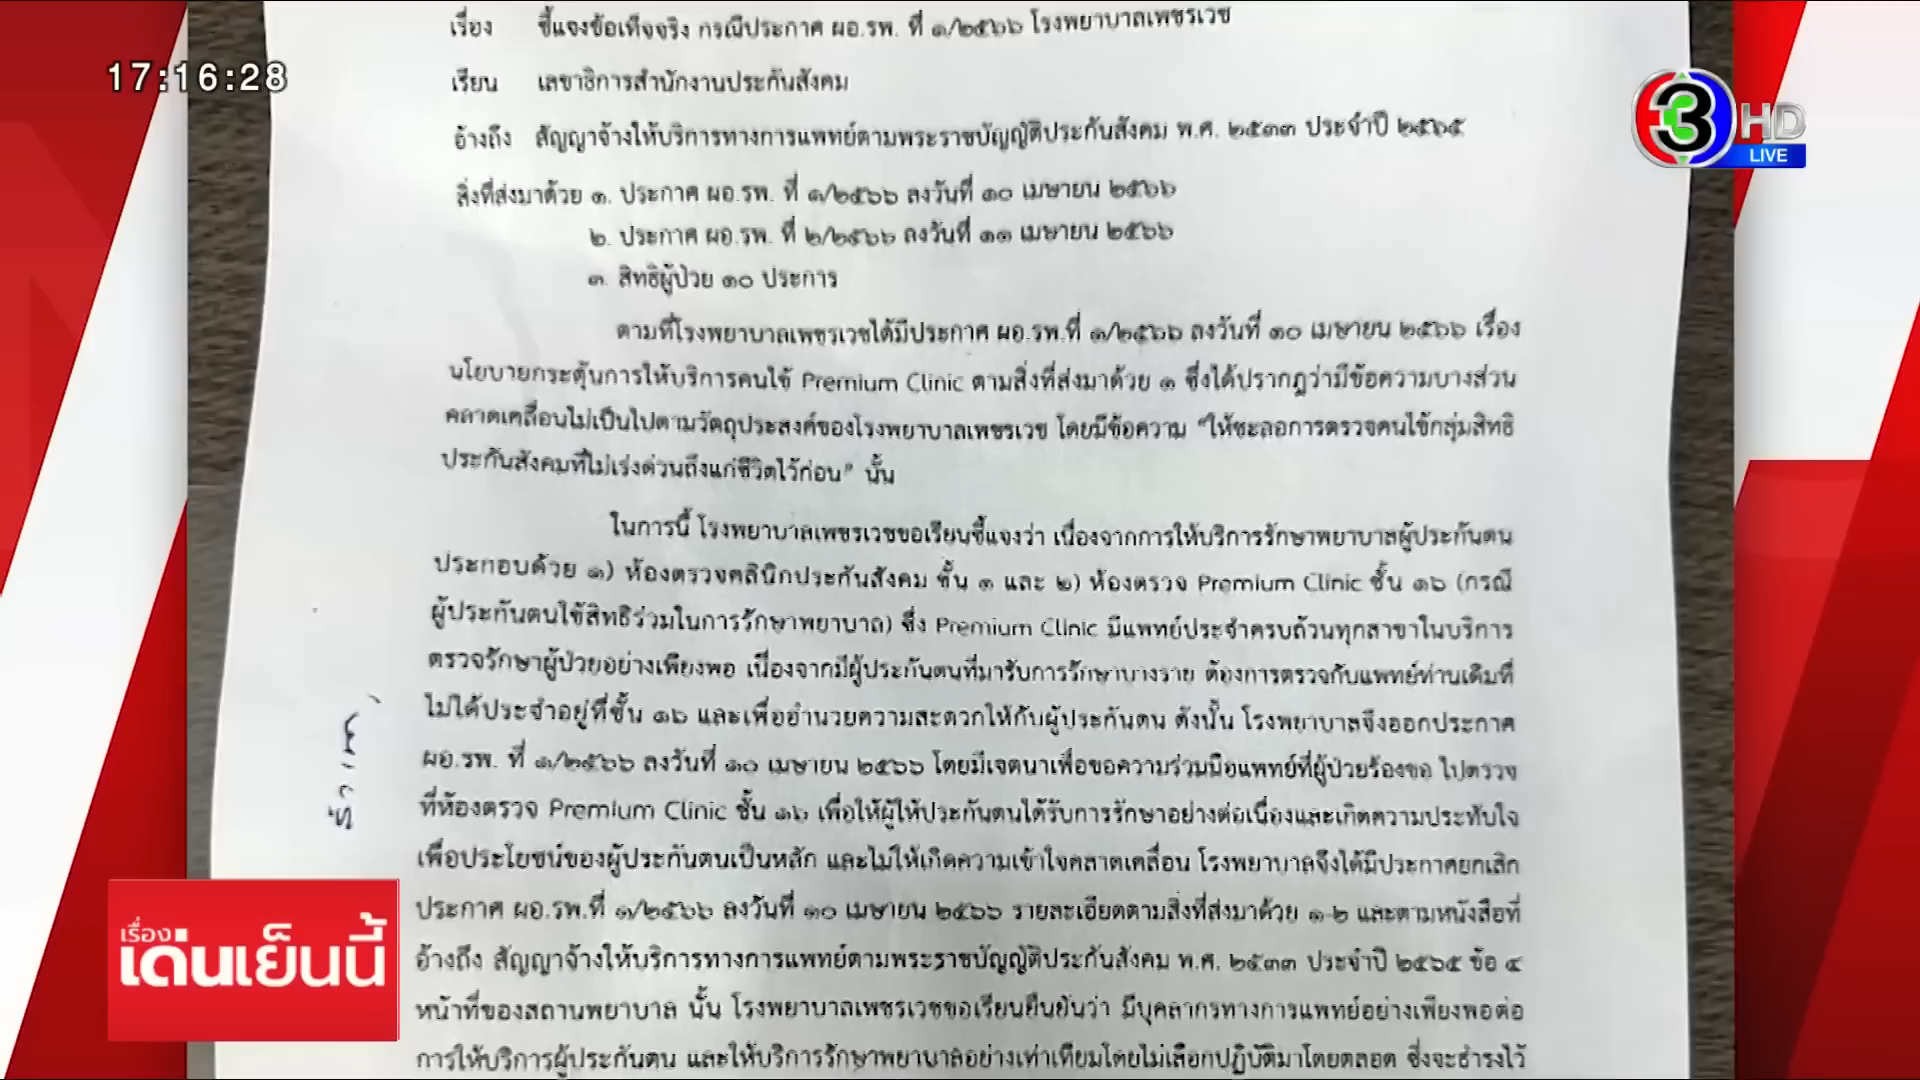 17:16:28
3 HD
LIVE
เรื่อง ชี้แจงข้อเท็จจริง กรณีประกาศ ผอ.รพ. ที่ ๑/๒๕๖๖ โรงพยาบาลเพชรเวช
เรียน เลขาธิการสำนักงานประกันสังคม
อ้างถึง สัญญาจ้างให้บริการทางการแพทย์ตามพระราชบัญญัติประกันสังคม พ.ศ. ๒๕๓๓ ประจำปี ๒๕๖๕
สิ่งที่ส่งมาด้วย ๑. ประกาศ ผอ.รพ. ที่ ๑/๒๕๖๖ ลงวันที่ ๑๐ เมษายน ๒๕๖๖
๒. ประกาศ ผอ.รพ. ที่ ๒/๒๕๖๖ ลงวันที่ ๑๑ เมษายน ๒๕๖๖
๓. สิทธิผู้ป่วย ๑๐ ประการ
ตามที่โรงพยาบาลเพชรเวชได้มีประกาศ ผอ.รพ.ที่ ๑/๒๕๖๖ ลงวันที่ ๑๐ เมษายน ๒๕๖๖ เรื่อง
นโยบายกระตุ้นการให้บริการคนไข้ Premium Clinic ตามสิ่งที่ส่งมาด้วย ๑ ซึ่งได้ปรากฏว่ามีข้อความบางส่วน
คลาดเคลื่อนไม่เป็นไปตามวัตถุประสงค์ของโรงพยาบาลเพชรเวช โดยมีข้อความ “ให้ชะลอการตรวจคนไข้กลุ่มสิทธิ
ประกันสังคมที่ไม่เร่งด่วนถึงแก่ชีวิตไว้ก่อน” นั้น
ในการนี้ โรงพยาบาลเพชรเวชขอเรียนชี้แจงว่า เนื่องจากการให้บริการรักษาพยาบาลผู้ประกันตน
ประกอบด้วย ๑) ห้องตรวจคลินิกประกันสังคม ชั้น ๑ และ ๒) ห้องตรวจ Premium Clinic ชั้น ๑๖ (กรณี
ผู้ประกันตนใช้สิทธิร่วมในการรักษาพยาบาล) ซึ่ง Premium Clinic มีแพทย์ประจำครบถ้วนทุกสาขาในบริการ
ตรวจรักษาผู้ป่วยอย่างเพียงพอ เนื่องจากมีผู้ประกันตนที่มารับการรักษาบางราย ต้องการตรวจกับแพทย์ท่านเดิมที่
ไม่ได้ประจำอยู่ที่ชั้น ๑๖ และเพื่ออำนวยความสะดวกให้กับผู้ประกันตน ดังนั้น โรงพยาบาลจึงออกประกาศ
ผอ.รพ. ที่ ๑/๒๕๖๖ ลงวันที่ ๑๐ เมษายน ๒๕๖๖ โดยมีเจตนาเพื่อขอความร่วมมือแพทย์ที่ผู้ป่วยร้องขอ ไปตรวจ
ที่ห้องตรวจ Premium Clinic ชั้น ๑๖ เพื่อให้ผู้ให้ประกันตนได้รับการรักษาอย่างต่อเนื่องและเกิดความประทับใจ
เพื่อประโยชน์ของผู้ประกันตนเป็นหลัก และไม่ให้เกิดความเข้าใจคลาดเคลื่อน โรงพยาบาลจึงได้มีประกาศยกเลิก
ประกาศ ผอ.รพ.ที่ ๑/๒๕๖๖ ลงวันที่ ๑๐ เมษายน ๒๕๖๖ รายละเอียดตามสิ่งที่ส่งมาด้วย ๑-๒ และตามหนังสือที่
อ้างถึง สัญญาจ้างให้บริการทางการแพทย์ตามพระราชบัญญัติประกันสังคม พ.ศ. ๒๕๓๓ ประจำปี ๒๕๖๕ ข้อ ๔
หน้าที่ของสถานพยาบาล นั้น โรงพยาบาลเพชรเวชขอเรียนยืนยันว่า มีบุคลากรทางการแพทย์อย่างเพียงพอต่อ
การให้บริการผู้ประกันตน และให้บริการรักษาพยาบาลอย่างเท่าเทียมโดยไม่เลือกปฏิบัติมาโดยตลอด ซึ่งจะธำรงไว้
เรื่อง
เด่นเย็นนี้